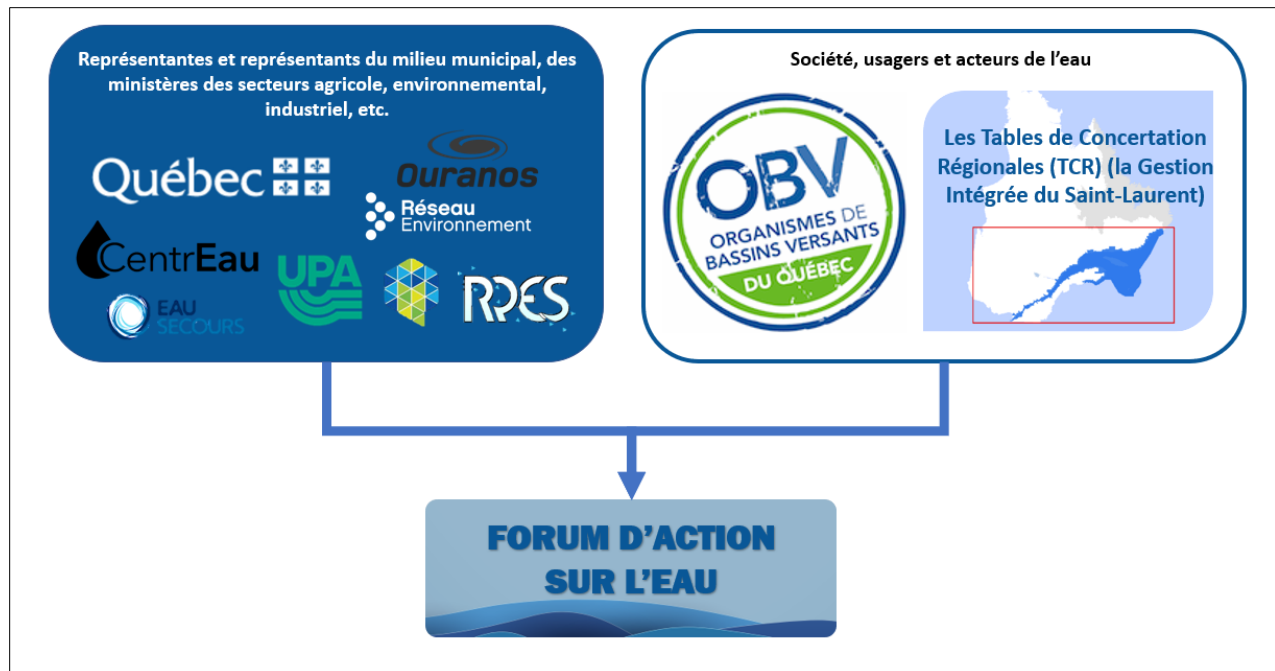 Représentantes et représentants du milieu municipal, des
ministères des secteurs agricole, environnemental,
industriel, etc.
Québec
Ouranos
Réseau
Environnement
CentrEau
UPA
RPES
EAU
SECOURS
Société, usagers et acteurs de l’eau
OBV
ORGANISMES DE
BASSINS VERSANTS
DU QUÉBEC
Les Tables de Concertation
Régionales (TCR) (la Gestion
Intégrée du Saint-Laurent)
FORUM D’ACTION
SUR L’EAU